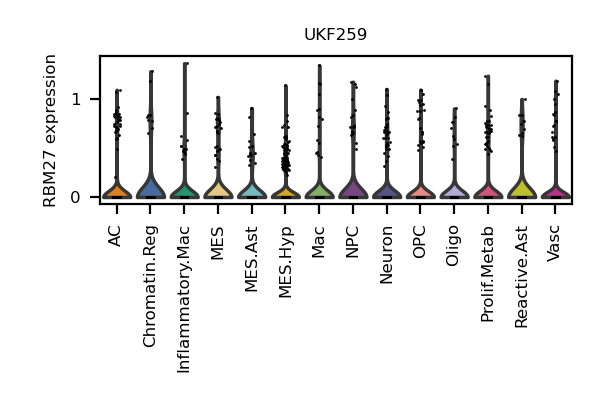 UKF259
RBM27 expression
1
0
AC
Chromatin.Reg
Inflammatory.Mac
MES
MES.Ast
MES.Hyp
Mac
NPC
Neuron
OPC
Oligo
Prolif.Metab
Reactive.Ast
Vasc